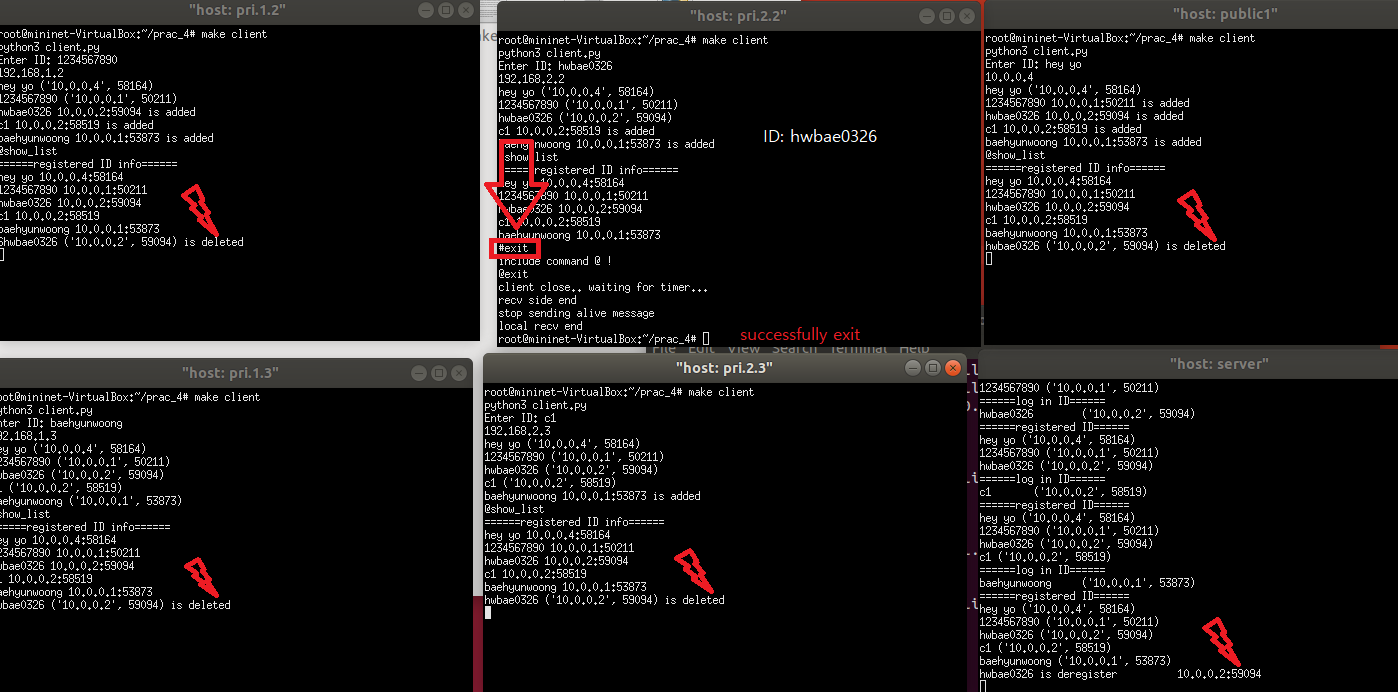 "host: pri.1.2"
root@mininet-VirtualBox:~/prac_4# make client
python3 client.py
Enter ID: 1234567890
192.168.1.2
hey yo ('10.0.0.4', 58164)
1234567890 ('10.0.0.1', 50211)
hwbae0326 10.0.0.2:59094 is added
c1 10.0.0.2:58519 is added
baehyunwoong 10.0.0.1:53873 is added
@show_list
======registered ID info======
hey yo 10.0.0.4:58164
1234567890 10.0.0.1:50211
hwbae0326 10.0.0.2:59094
c1 10.0.0.2:58519
baehyunwoong 10.0.0.1:53873
6hwbae0326 ('10.0.0.2', 59094) is deleted
"host: pri.2.2"
root@mininet-VirtualBox:~/prac_4# make client
python3 client.py
Enter ID: hwbae0326
192.168.2.2
hey yo ('10.0.0.4', 58164)
1234567890 ('10.0.0.1', 50211)
hwbae0326 ('10.0.0.2', 59094)
c1 10.0.0.2:58519 is added
baehyunwoong 10.0.0.1:53873 is added
show_list
registered ID info======
hey yo 10.0.0.4:58164
1234567890 10.0.0.1:50211
hwbae0326 10.0.0.2:59094
c1 10.0.0.2:58519
baehyunwoong 10.0.0.1:53873
#exit
include command @ !
@exit
client close.. waiting for timer...
recv side end
stop sending alive message
local recv end
root@mininet-VirtualBox:~/prac_4#
ID: hwbae0326
successfully exit
"host: public1"
root@mininet-VirtualBox:~/prac_4# make client
python3 client.py
Enter ID: hey yo
10.0.0.4
hey yo ('10.0.0.4', 58164)
1234567890 10.0.0.1:50211 is added
hwbae0326 10.0.0.2:59094 is added
c1 10.0.0.2:58519 is added
baehyunwoong 10.0.0.1:53873 is added
@show_list
======registered ID info======
hey yo 10.0.0.4:58164
1234567890 10.0.0.1:50211
hwbae0326 10.0.0.2:59094
c1 10.0.0.2:58519
baehyunwoong 10.0.0.1:53873
hwbae0326 ('10.0.0.2', 59094) is deleted
File Edit View Search Terminal Help
"host: pri.1.3"
root@mininet-VirtualBox:~/prac_4# make client
ython3 client.py
nter ID: baehyunwoong
92.168.1.3
ey yo ('10.0.0.4', 58164)
234567890 ('10.0.0.1', 50211)
wbae0326 ('10.0.0.2', 59094)
1 ('10.0.0.2', 58519)
aehyunwoong ('10.0.0.1', 53873)
@show_list
=====registered ID info======
ey yo 10.0.0.4:58164
234567890 10.0.0.1:50211
wbae0326 10.0.0.2:59094
1 10.0.0.2:58519
aehyunwoong 10.0.0.1:53873
wbae0326 ('10.0.0.2', 59094) is deleted
"host: pri.2.3"
root@mininet-VirtualBox:~/prac_4# make client
python3 client.py
Enter ID: c1
192.168.2.3
hey yo ('10.0.0.4', 58164)
1234567890 ('10.0.0.1', 50211)
hwbae0326 ('10.0.0.2', 59094)
c1 ('10.0.0.2', 58519)
baehyunwoong 10.0.0.1:53873 is added
@show_list
======registered ID info======
hey yo 10.0.0.4:58164
1234567890 10.0.0.1:50211
hwbae0326 10.0.0.2:59094
c1 10.0.0.2:58519
baehyunwoong 10.0.0.1:53873
hwbae0326 ('10.0.0.2', 59094) is deleted
"host: server"
1234567890 ('10.0.0.1', 50211)
======log in ID======
hwbae0326 ('10.0.0.2', 59094)
======registered ID======
hey yo ('10.0.0.4', 58164)
1234567890 ('10.0.0.1', 50211)
hwbae0326 ('10.0.0.2', 59094)
======log in ID======
c1 ('10.0.0.2', 58519)
======registered ID======
hey yo ('10.0.0.4', 58164)
1234567890 ('10.0.0.1', 50211)
hwbae0326 ('10.0.0.2', 59094)
c1 ('10.0.0.2', 58519)
======log in ID======
baehyunwoong ('10.0.0.1', 53873)
======registered ID======
hey yo ('10.0.0.4', 58164)
1234567890 ('10.0.0.1', 50211)
hwbae0326 ('10.0.0.2', 59094)
c1 ('10.0.0.2', 58519)
baehyunwoong ('10.0.0.1', 53873)
hwbae0326 is deregister 10.0.0.2:59094